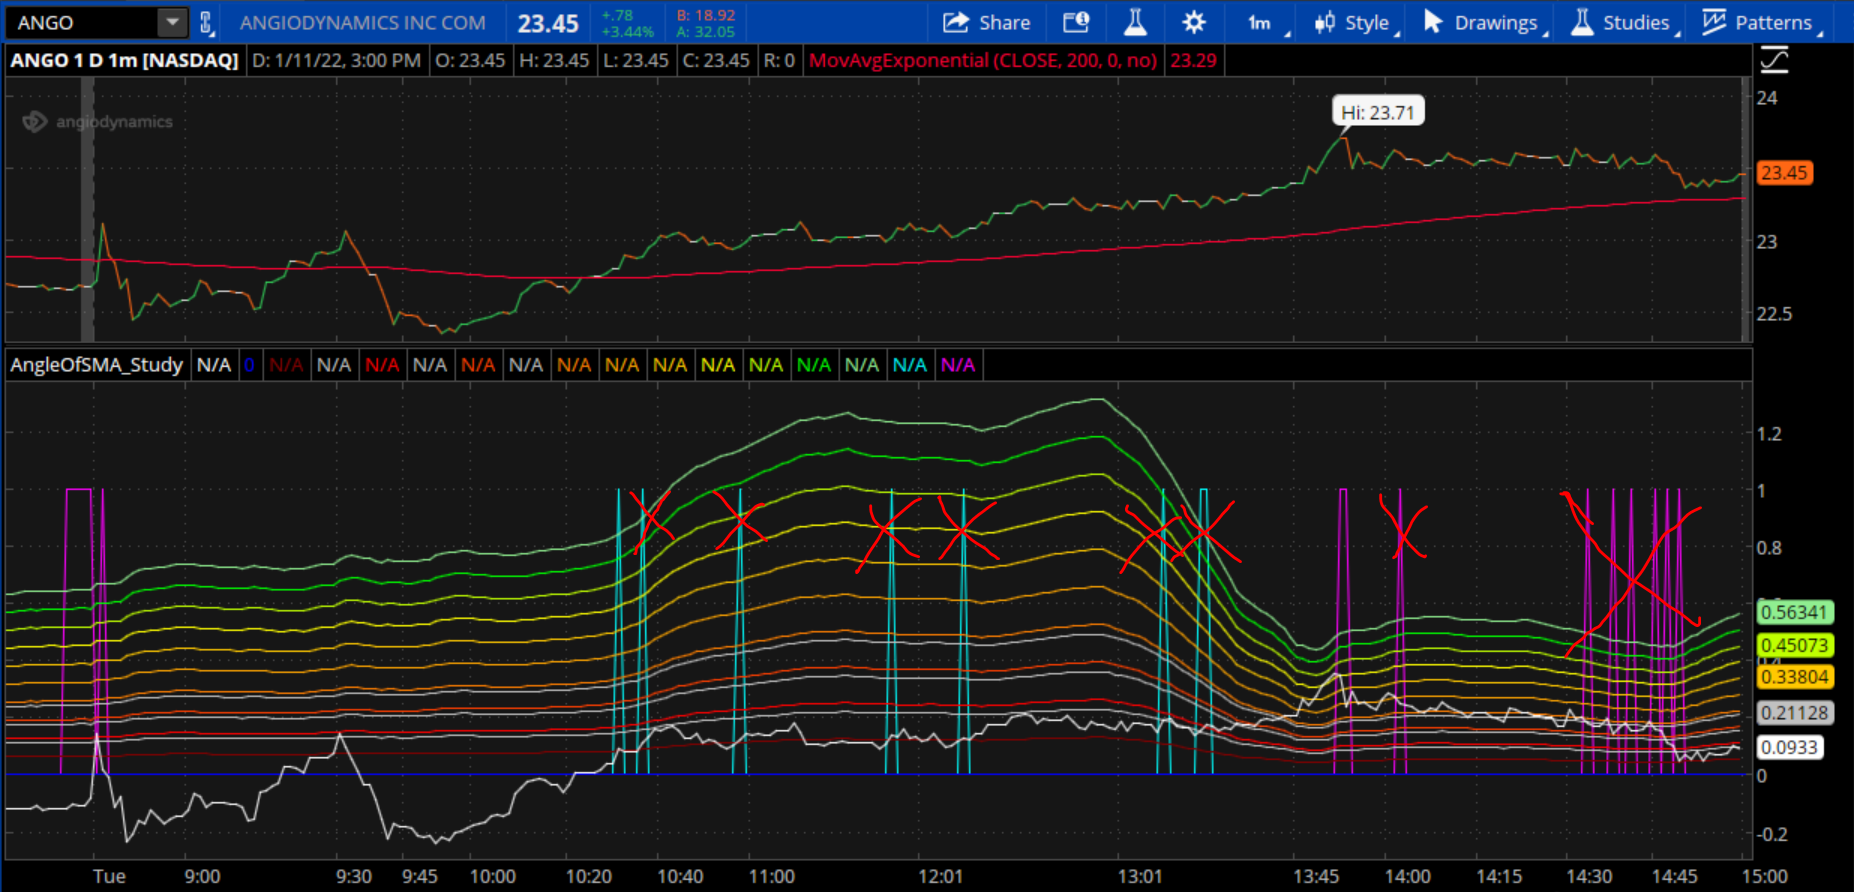 ANGO ANGIODYNAMICS INC COM 23.45 +.78 +3.44% B: 18.92 A: 32.05 Share 1m Style Drawings Studies Patterns
ANGO 1 D 1m [NASDAQ] D: 1/11/22, 3:00 PM O: 23.45 H: 23.45 L: 23.45 C: 23.45 R: 0 MovAvgExponential (CLOSE, 200, 0, no) 23.29
24
Hi: 23.71
angiodynamics
23.45
23
22.5
AngleOfSMA_Study N/A 0 N/A N/A N/A N/A N/A N/A N/A N/A N/A N/A N/A N/A N/A N/A N/A
1.2
1
0.8
0.56341
0.45073
0.33804
0.21128
0.0933
0
-0.2
Tue 9:00 9:30 9:45 10:00 10:20 10:40 11:00 12:01 13:01 13:45 14:00 14:15 14:30 14:45 15:00